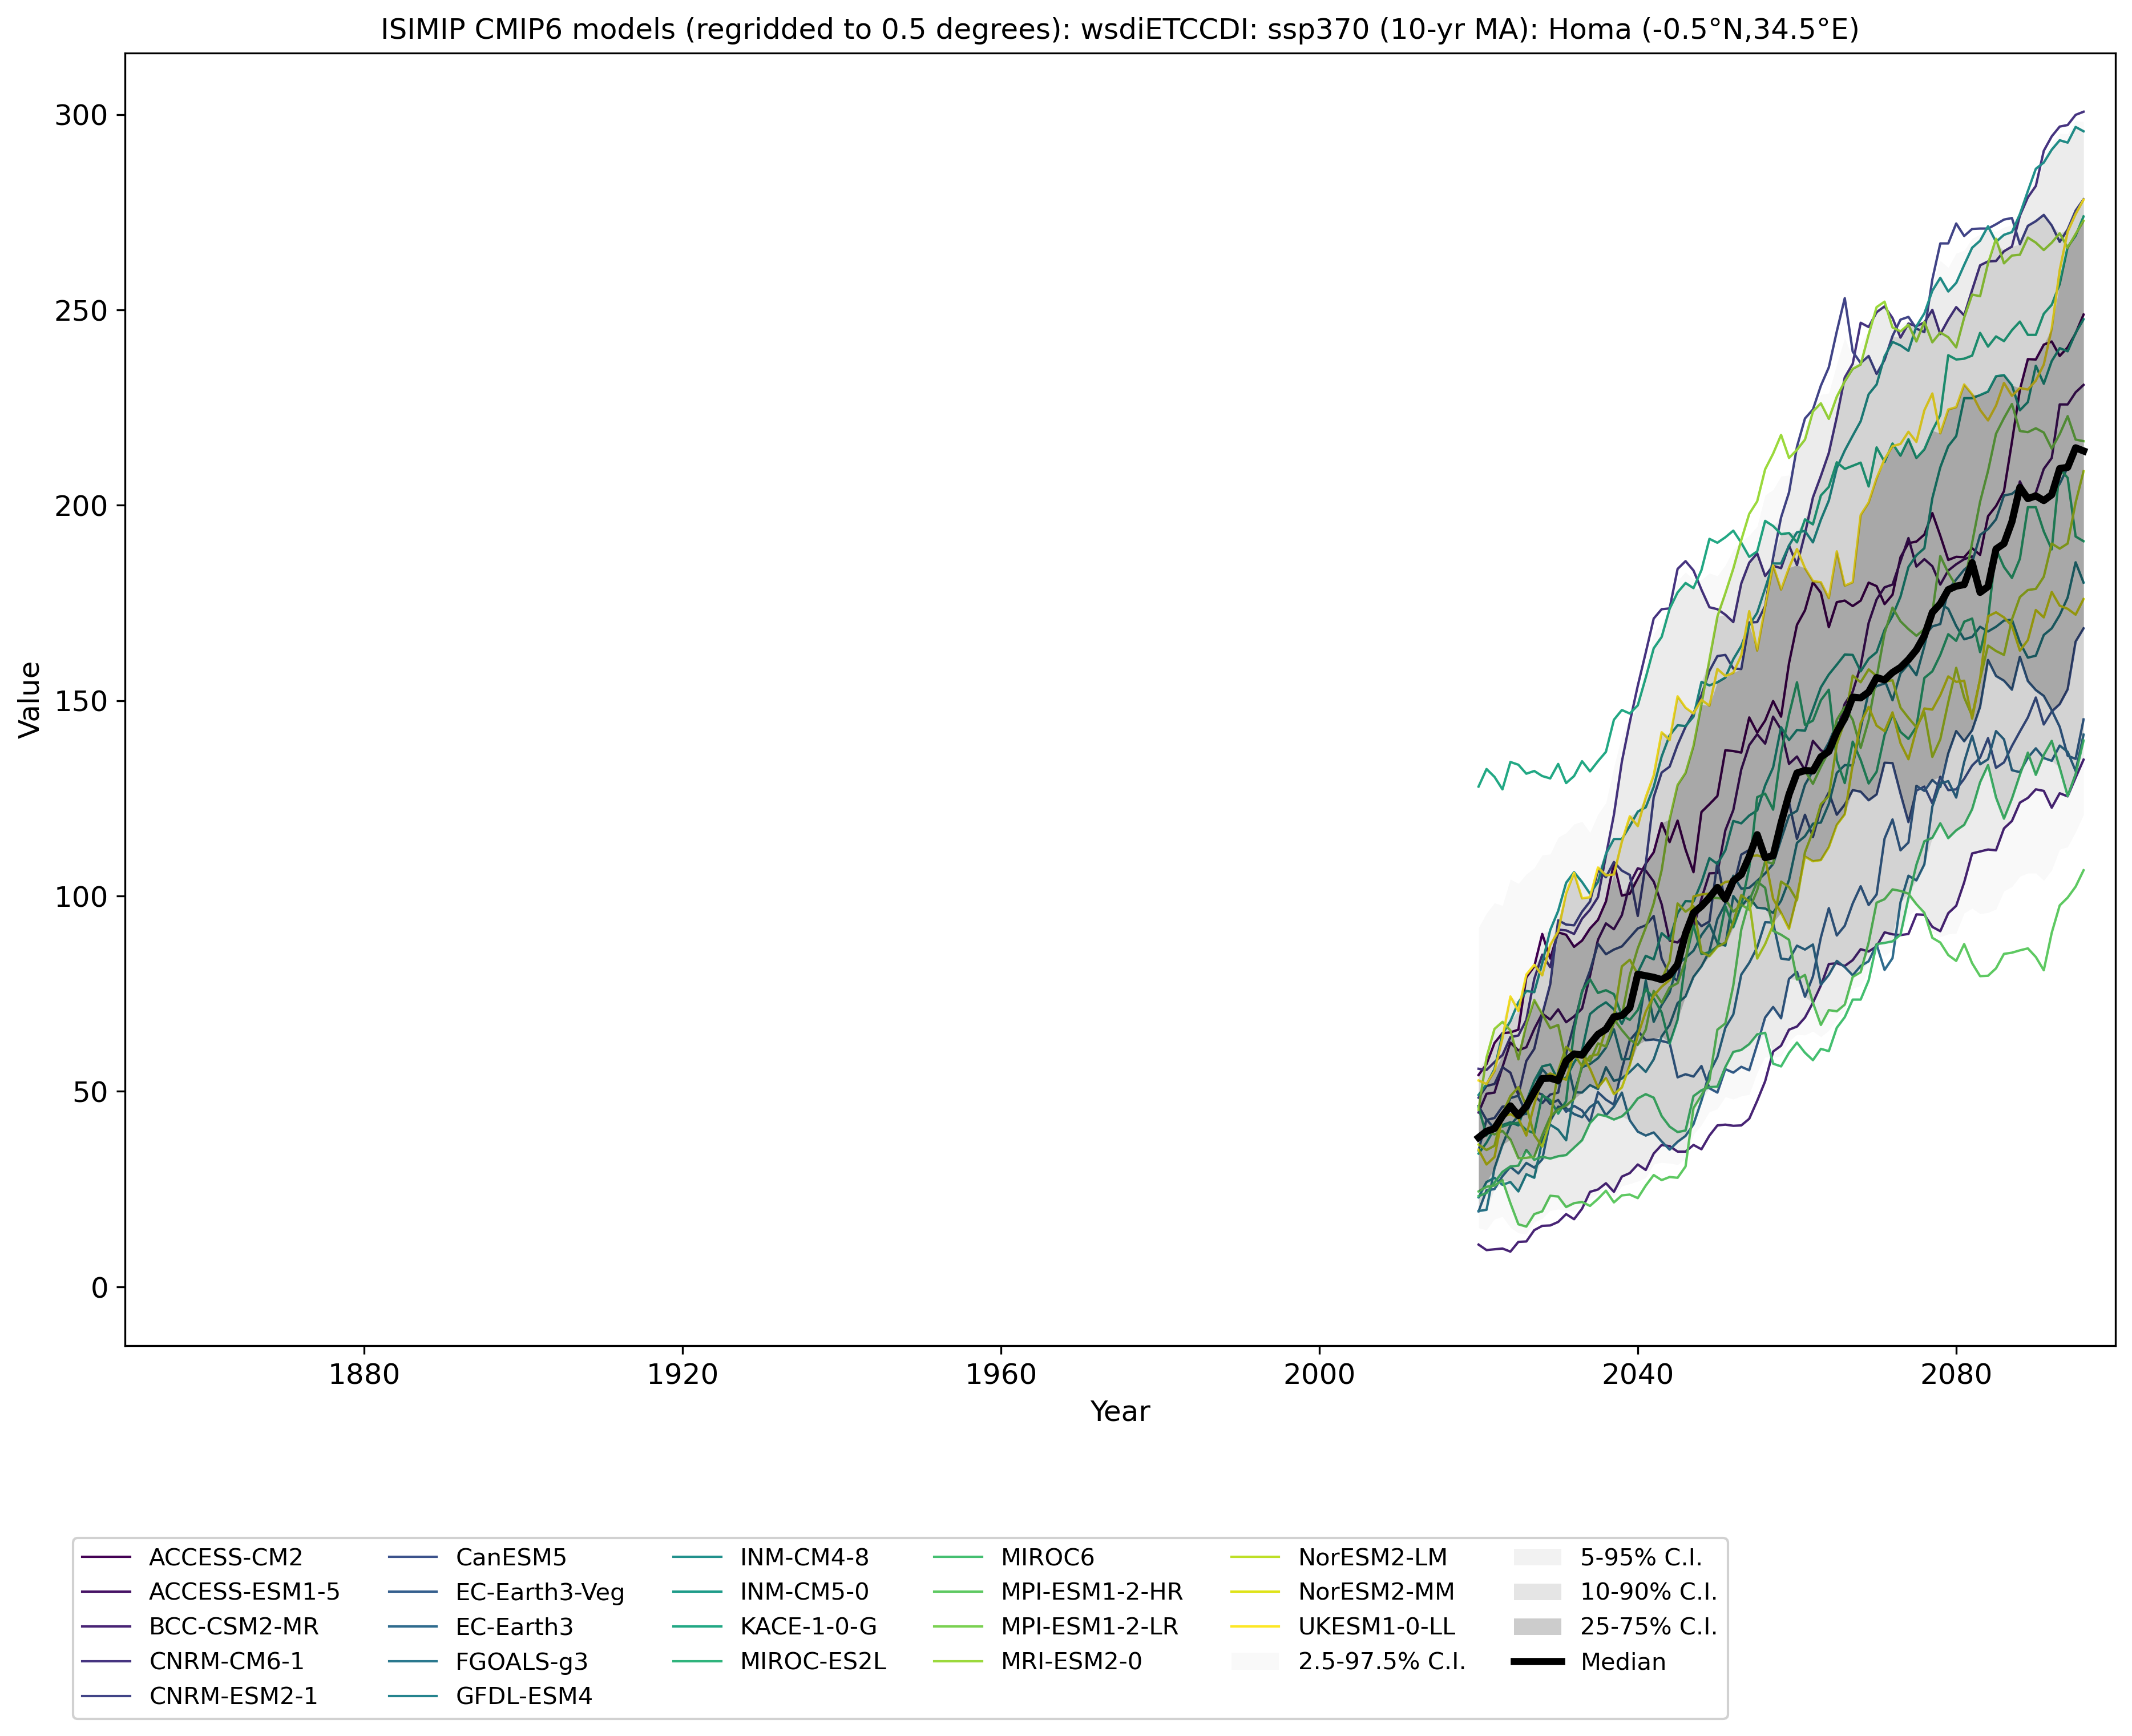 ISIMIP CMIP6 models (regridded to 0.5 degrees): wsdiETCCDI: ssp370 (10-yr MA): Homa (-0.5°N,34.5°E)
300
250
200
150
100
50
0
Value
1880 1920 1960 2000 2040 2080
Year
ACCESS-CM2 CanESM5 INM-CM4-8 MIROC6 NorESM2-LM 5-95% C.I.
ACCESS-ESM1-5 EC-Earth3-Veg INM-CM5-0 MPI-ESM1-2-HR NorESM2-MM 10-90% C.I.
BCC-CSM2-MR EC-Earth3 KACE-1-0-G MPI-ESM1-2-LR UKESM1-0-LL 25-75% C.I.
CNRM-CM6-1 FGOALS-g3 MIROC-ES2L MRI-ESM2-0 2.5-97.5% C.I. Median
CNRM-ESM2-1 GFDL-ESM4